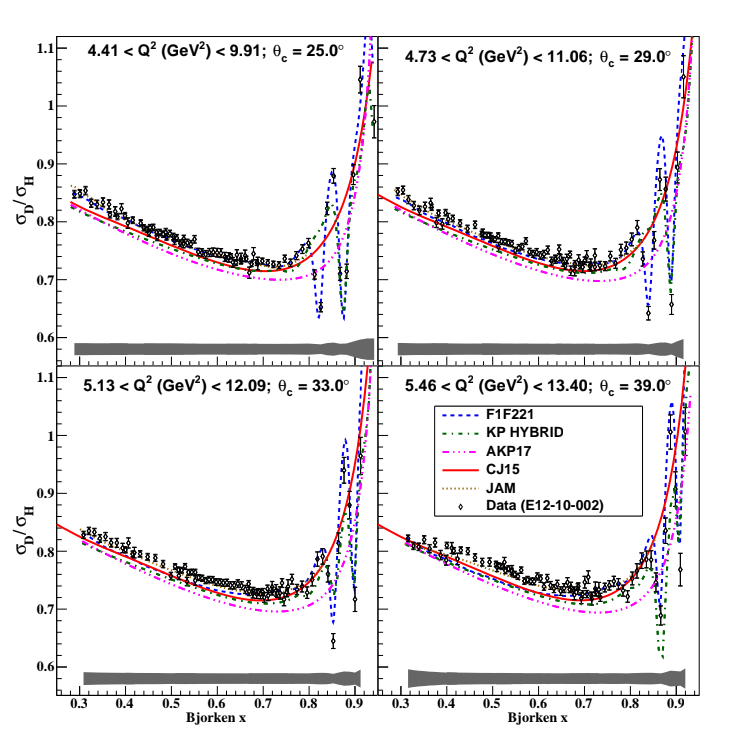 4.41 < Q² (GeV²) < 9.91; θc = 25.0°
4.73 < Q² (GeV²) < 11.06; θc = 29.0°
1.1
1
0.9
0.8
0.7
0.6
σD/σH
5.13 < Q² (GeV²) < 12.09; θc = 33.0°
5.46 < Q² (GeV²) < 13.40; θc = 39.0°
F1F221
KP HYBRID
AKP17
CJ15
JAM
Data (E12-10-002)
1.1
1
0.9
0.8
0.7
0.6
σD/σH
0.3 0.4 0.5 0.6 0.7 0.8 0.9
0.3 0.4 0.5 0.6 0.7 0.8 0.9
Bjorken x
Bjorken x